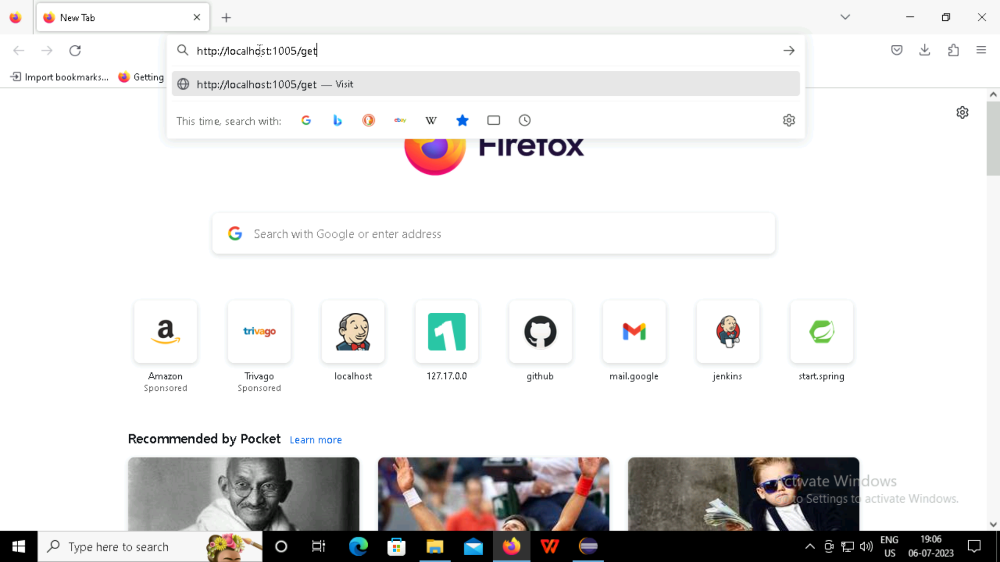 New Tab
http://localhost:1005/get
Import bookmarks...
Getting
http://localhost:1005/get — Visit
This time, search with:
ebay
W
Firefox
Search with Google or enter address
trivago
Amazon
Sponsored
Trivago
Sponsored
localhost
127.17.0.0
github
mail.google
jenkins
start.spring
Recommended by Pocket
Learn more
Activate Windows
Go to Settings to activate Windows.
Type here to search
ENG
US
19:06
06-07-2023